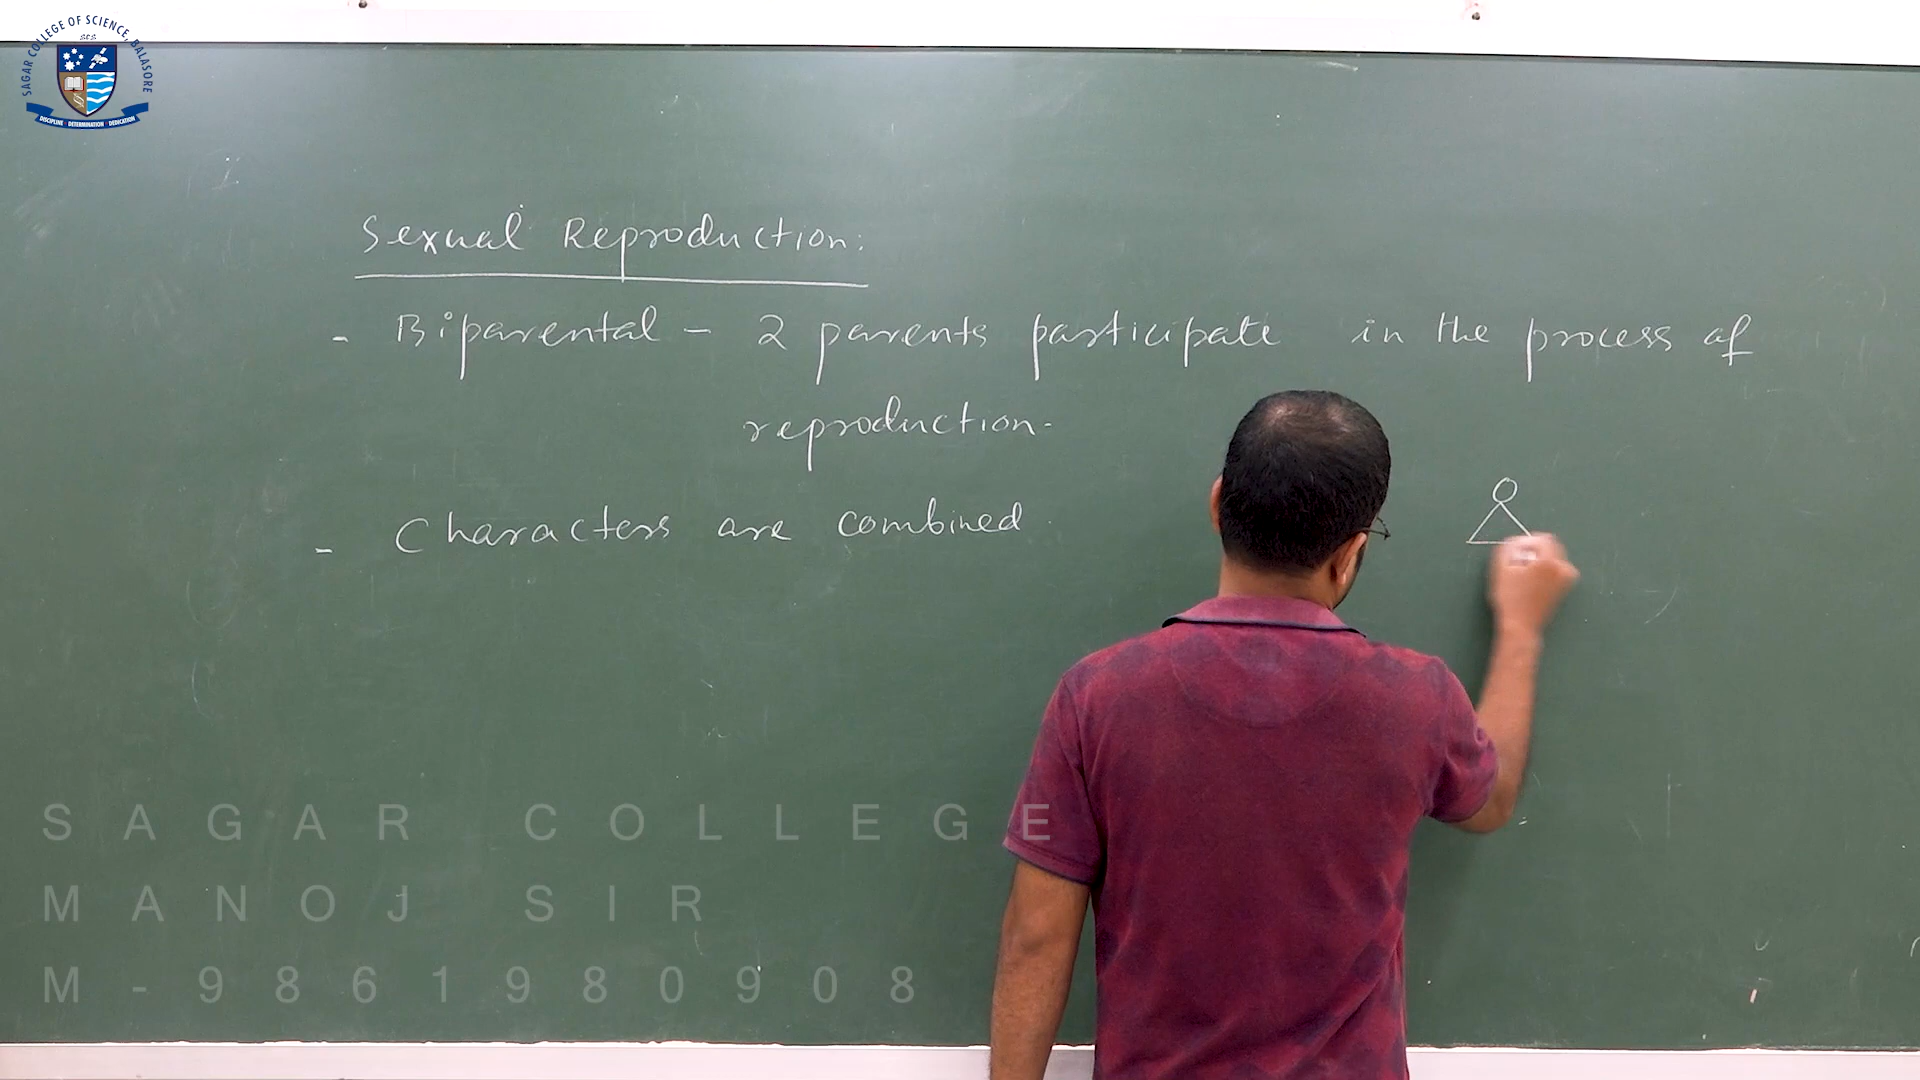 SAGAR COLLEGE OF SCIENCE, BALASORE
S.C.S.
DISCIPLINE DETERMINATION DEDICATION
Sexual Reproduction:
- Biparental - 2 parents participate in the process of
reproduction.
- Characters are combined.
SAGAR COLLEGE
MANOJ SIR
M-9861980908